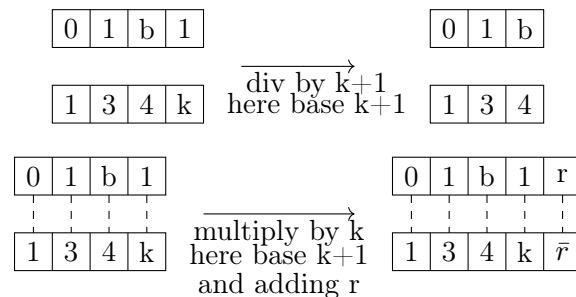 0 1 b 1
0 1 b
div by k+1
here base k+1
1 3 4 k
1 3 4
0 1 b 1
0 1 b 1 r
multiply by k
here base k+1
and adding r
1 3 4 k
1 3 4 k r̄